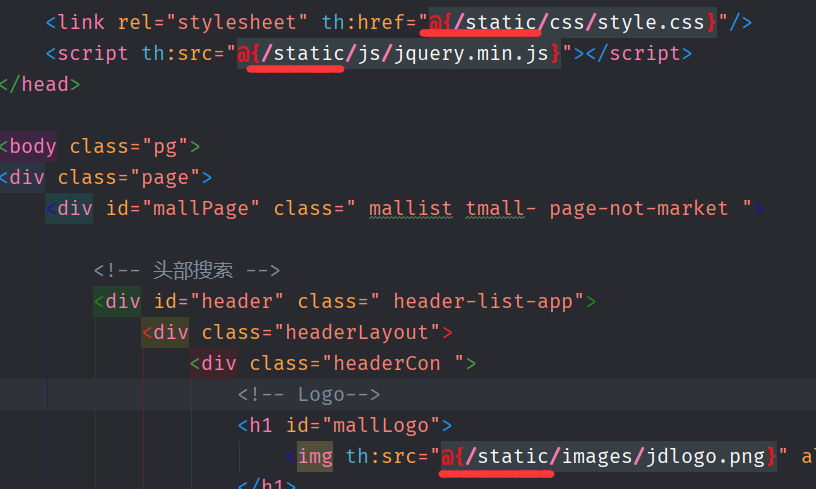 <link rel="stylesheet" th:href="@{/static/css/style.css}"/>
<script th:src="@{/static/js/jquery.min.js}"></script>
</head>
<body class="pg">
<div class="page">
<div id="mallPage" class=" mallist tmall- page-not-market ">
<!-- 头部搜索 -->
<div id="header" class=" header-list-app">
<div class="headerLayout">
<div class="headerCon ">
<!-- Logo-->
<h1 id="mallLogo">
<img th:src="@{/static/images/jdlogo.png}" al
</h1>